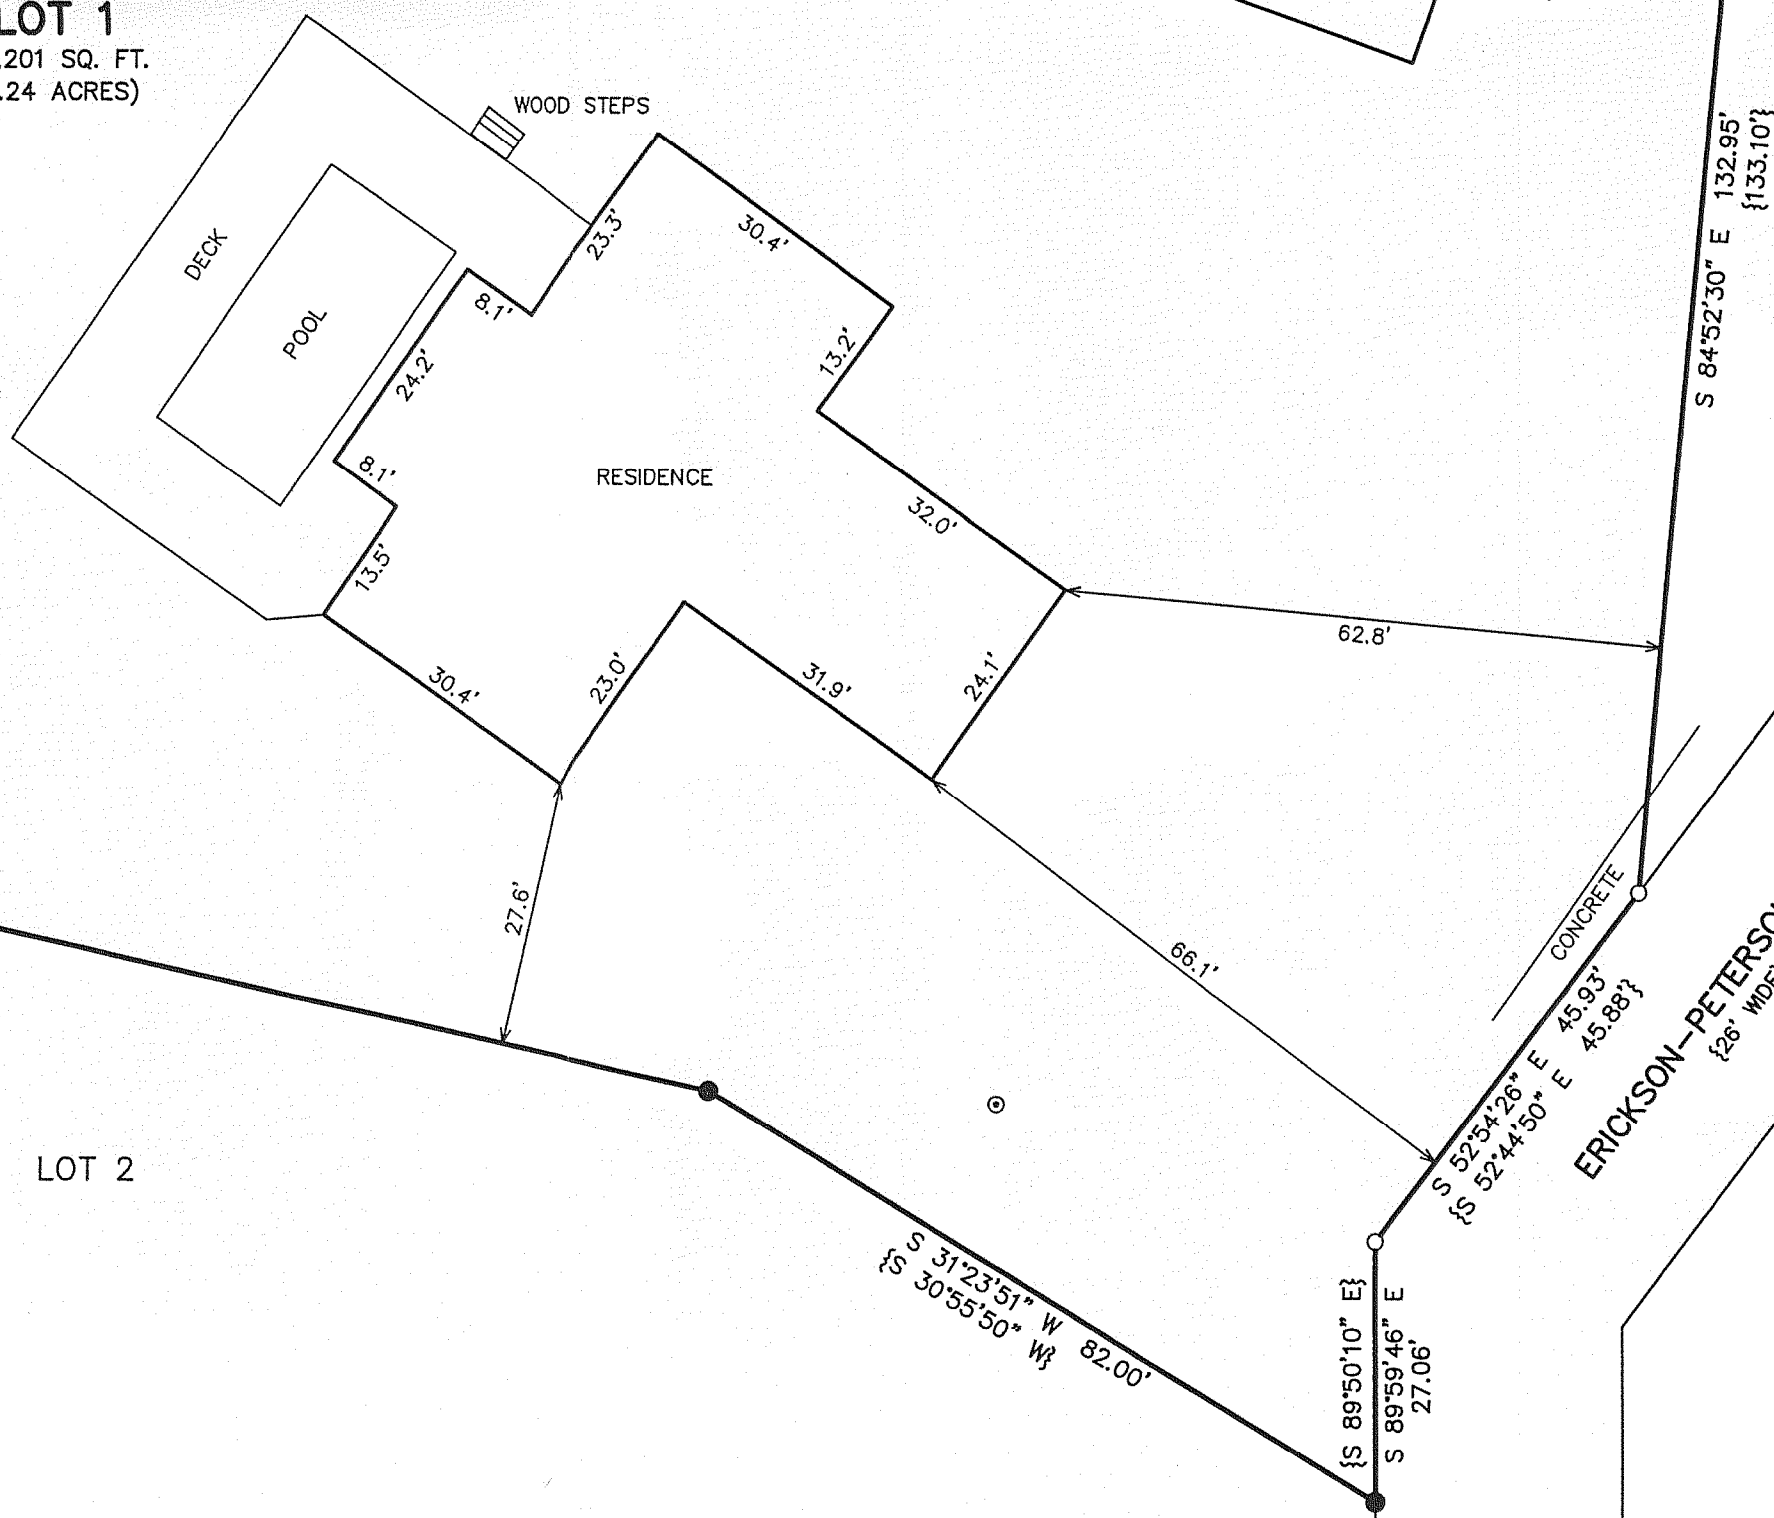 LOT 1
,201 SQ. FT.
.24 ACRES)
WOOD STEPS
DECK
POOL
RESIDENCE
23.3'
30.4'
8.1'
13.2'
24.2'
8.1'
32.0'
13.5'
30.4'
23.0'
31.9'
24.1'
62.8'
27.6'
66.1'
S 84°52'30" E 132.95'
{133.10'}
CONCRETE
S 52°54'26" E 45.93'
{S 52°44'50" E 45.88'}
ERICKSON-PETERSO
{26' WIDE
LOT 2
S 31°23'51" W 82.00'
{S 30°55'50" W}
{S 89°50'10" E}
S 89°59'46" E
27.06'